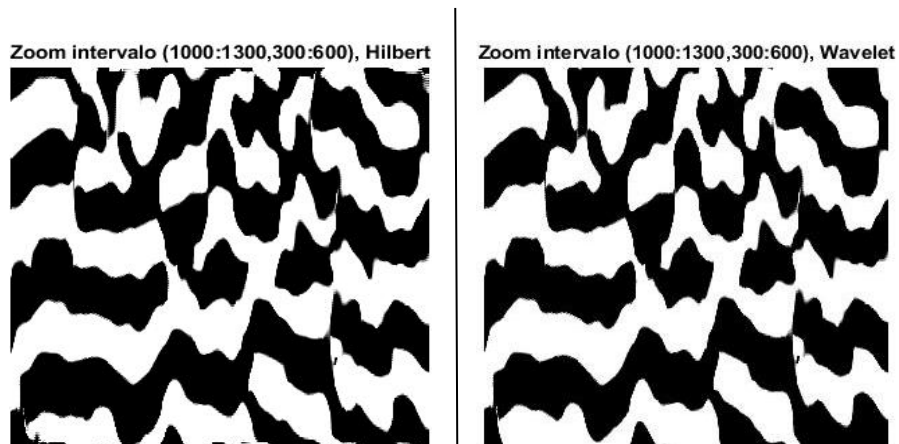 Zoom intervalo (1000:1300,300:600), Hilbert
Zoom intervalo (1000:1300,300:600), Wavelet